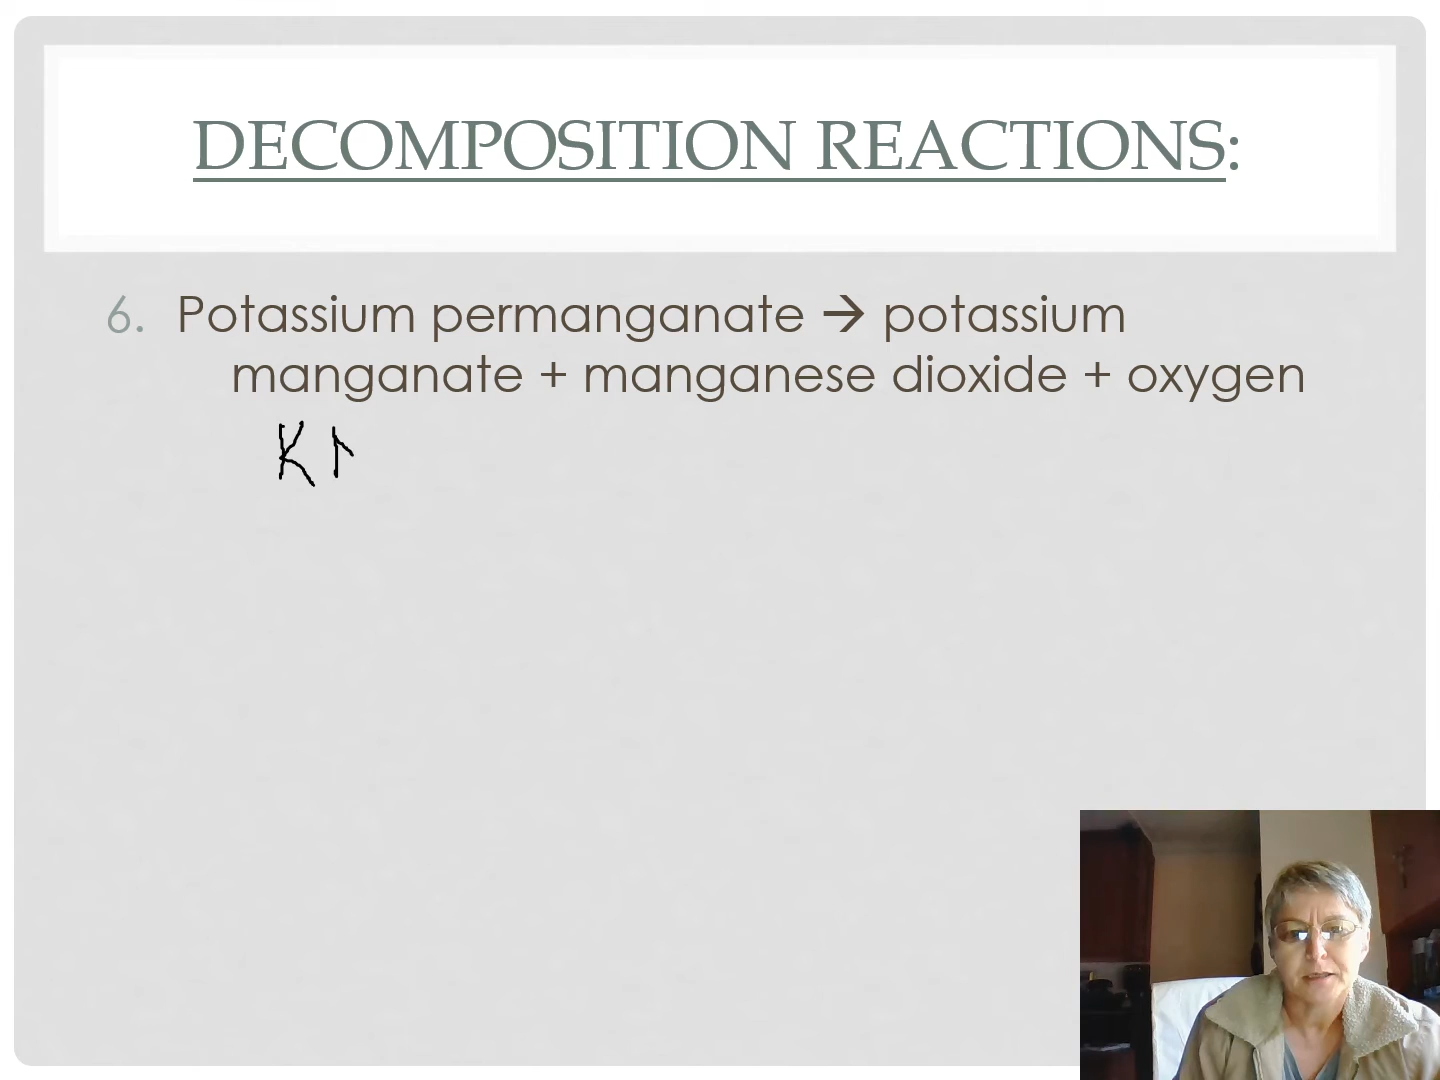 DECOMPOSITION REACTIONS:
6. Potassium permanganate → potassium
manganate + manganese dioxide + oxygen
K